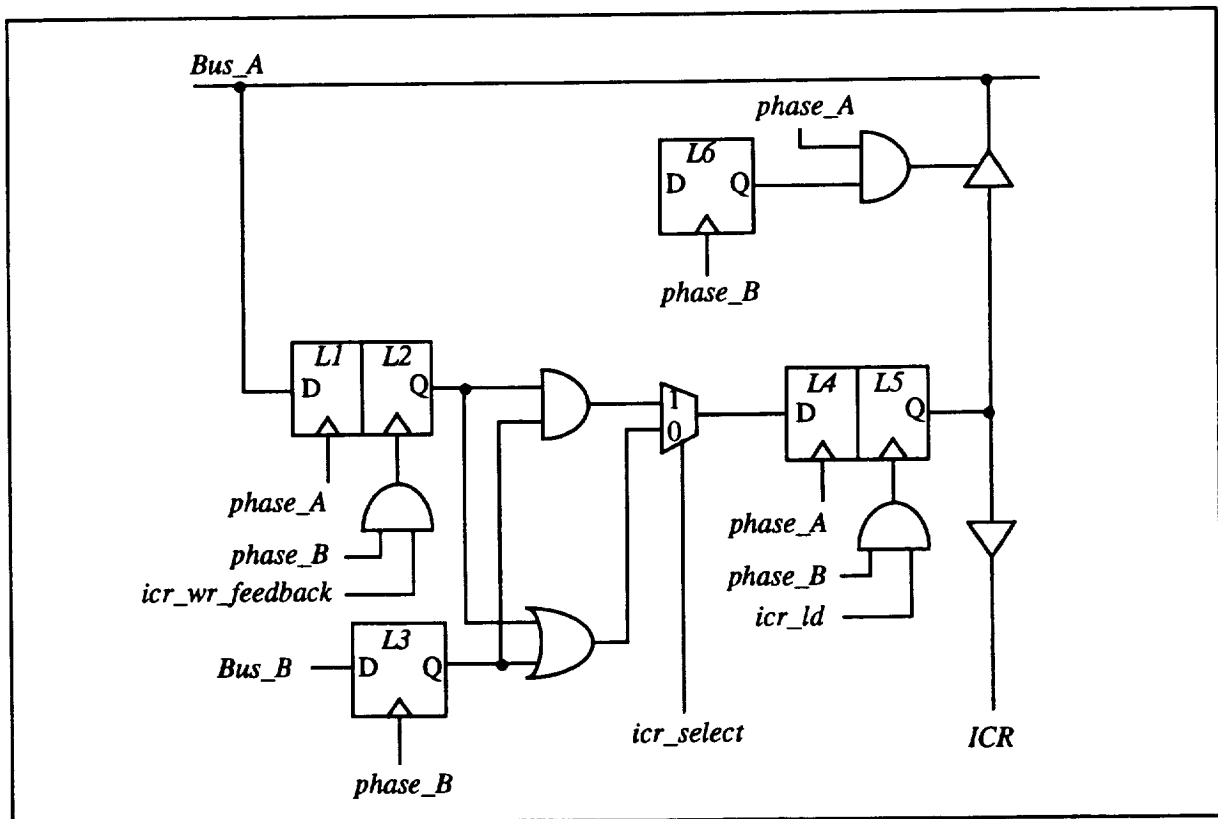 Bus_A
phase_A
L6
D Q
phase_B
L1 L2
D Q
phase_A
phase_B
icr_wr_feedback
1
0
L4 L5
D Q
phase_A
phase_B
icr_ld
L3
Bus_B D Q
phase_B
icr_select
ICR